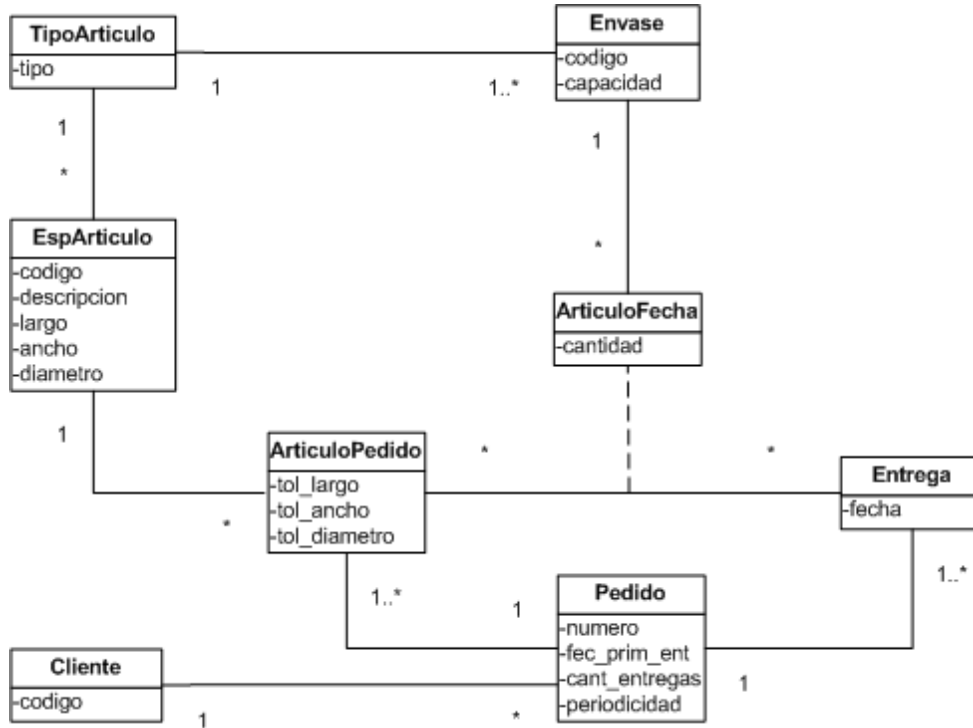 TipoArticulo
-tipo
1
1..*
Envase
-codigo
-capacidad
1
*
1
*
EspArticulo
-codigo
-descripcion
-largo
-ancho
-diametro
ArticuloFecha
-cantidad
1
*
ArticuloPedido
-tol_largo
-tol_ancho
-tol_diametro
*
*
Entrega
-fecha
1..*
1
Pedido
-numero
-fec_prim_ent
-cant_entregas
-periodicidad
1..*
1
Cliente
-codigo
1
*